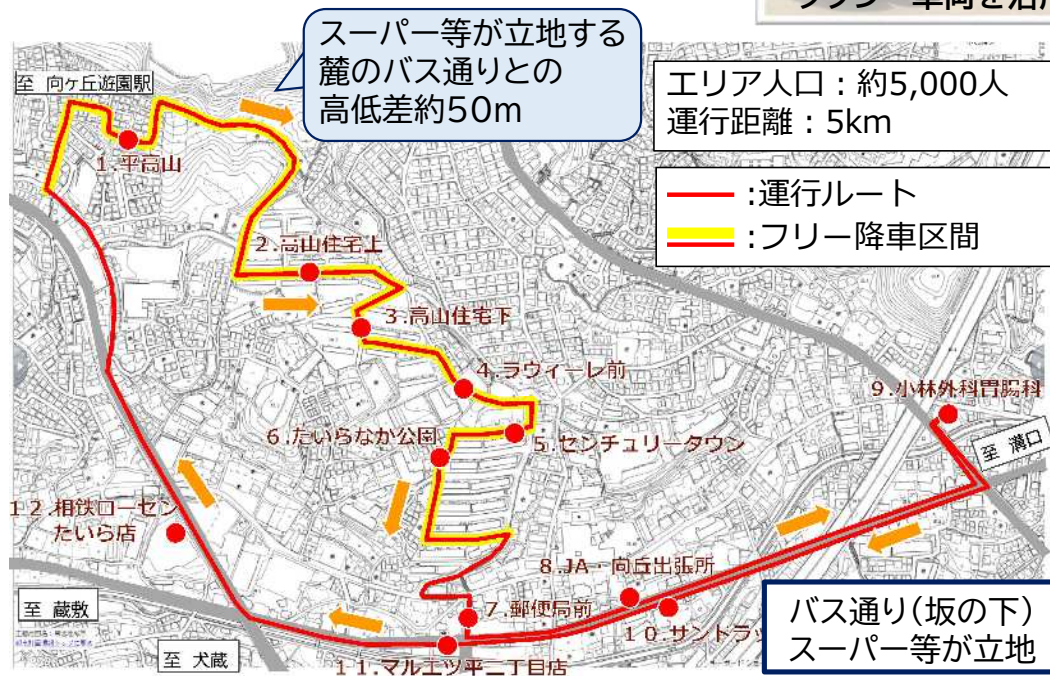 スーパー等が立地する
麓のバス通りとの
高低差約50m
至 向ヶ丘遊園駅
エリア人口：約5,000人
運行距離：5km
:運行ルート
:フリー降車区間
1.平高山
2.高山住宅上
3.高山住宅下
4.ラウィーレ前
5.センチュリータウン
6.たいらなか公園
9.小林外科胃腸科
至 溝口
12.相鉄ローゼン
たいら店
8.JA 向丘出張所
7.郵便局前
10.サントラッ
11.マルエツ平二丁目店
至 蔵敷
至 犬蔵
バス通り(坂の下)
スーパー等が立地